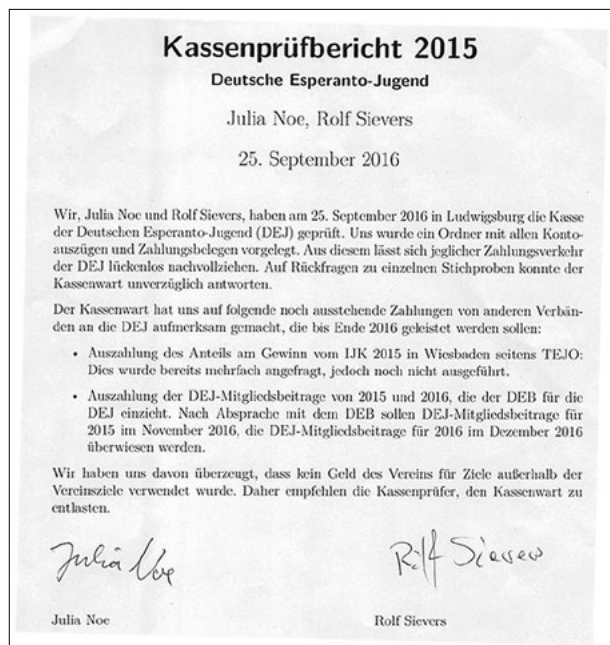 Kassenprüfbericht 2015
Deutsche Esperanto-Jugend
Julia Noe, Rolf Sievers
25. September 2016
Wir, Julia Noe und Rolf Sievers, haben am 25. September 2016 in Ludwigsburg die Kasse
der Deutschen Esperanto-Jugend (DEJ) geprüft. Uns wurde ein Ordner mit allen Konto-
auszügen und Zahlungsbelegen vorgelegt. Aus diesem lässt sich jeglicher Zahlungsverkehr
der DEJ lückenlos nachvollziehen. Auf Rückfragen zu einzelnen Stichproben konnte der
Kassenwart unverzüglich antworten.
Der Kassenwart hat uns auf folgende noch ausstehende Zahlungen von anderen Verbän-
den an die DEJ aufmerksam gemacht, die bis Ende 2016 geleistet werden sollen:
• Auszahlung des Anteils am Gewinn vom IJK 2015 in Wiesbaden seitens TEJO:
Dies wurde bereits mehrfach angefragt, jedoch noch nicht ausgeführt.
• Auszahlung der DEJ-Mitgliedsbeitrage von 2015 und 2016, die der DEB für die
DEJ einzieht. Nach Absprache mit dem DEB sollen DEJ-Mitgliedsbeitrage für
2015 im November 2016, die DEJ-Mitgliedsbeitrage für 2016 im Dezember 2016
überwiesen werden.
Wir haben uns davon überzeugt, dass kein Geld des Vereins für Ziele außerhalb der
Vereinsziele verwendet wurde. Daher empfehlen die Kassenprüfer, den Kassenwart zu
entlasten.
Julia Noe Rolf Sievers
Julia Noe Rolf Sievers